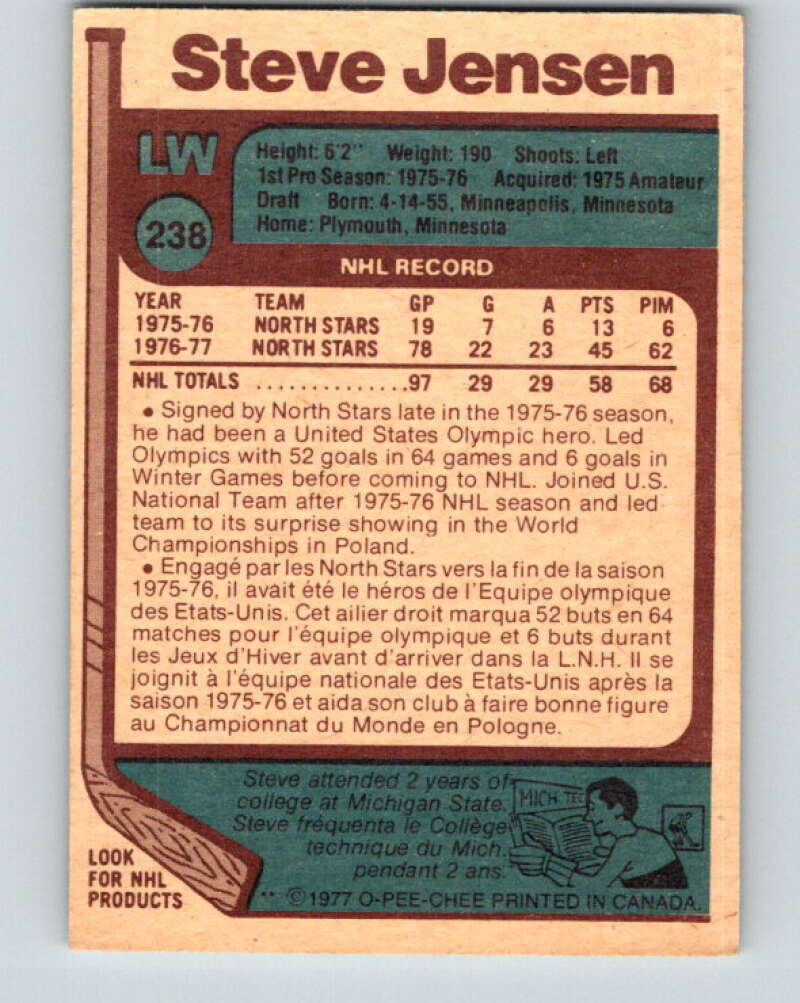 Steve Jensen
LW
Height: 6'2" Weight: 190 Shoots: Left
1st Pro Season: 1975-76 Acquired: 1975 Amateur
Draft Born: 4-14-55, Minneapolis, Minnesota
Home: Plymouth, Minnesota
238
NHL RECORD
YEAR TEAM GP G A PTS PIM
1975-76 NORTH STARS 19 7 6 13 6
1976-77 NORTH STARS 78 22 23 45 62
NHL TOTALS ...............97 29 29 58 68
• Signed by North Stars late in the 1975-76 season,
he had been a United States Olympic hero. Led
Olympics with 52 goals in 64 games and 6 goals in
Winter Games before coming to NHL. Joined U.S.
National Team after 1975-76 NHL season and led
team to its surprise showing in the World
Championships in Poland.
• Engagé par les North Stars vers la fin de la saison
1975-76, il avait été le héros de l'Equipe olympique
des Etats-Unis. Cet ailier droit marqua 52 buts en 64
matches pour l'équipe olympique et 6 buts durant
les Jeux d'Hiver avant d'arriver dans la L.N.H. Il se
joignit à l'équipe nationale des Etats-Unis après la
saison 1975-76 et aida son club à faire bonne figure
au Championnat du Monde en Pologne.
Steve attended 2 years of
college at Michigan State.
Steve fréquenta le Collège
technique du Mich.
pendant 2 ans.
MICH. TEC
LOOK
FOR NHL
PRODUCTS
** ©1977 O-PEE-CHEE PRINTED IN CANADA.